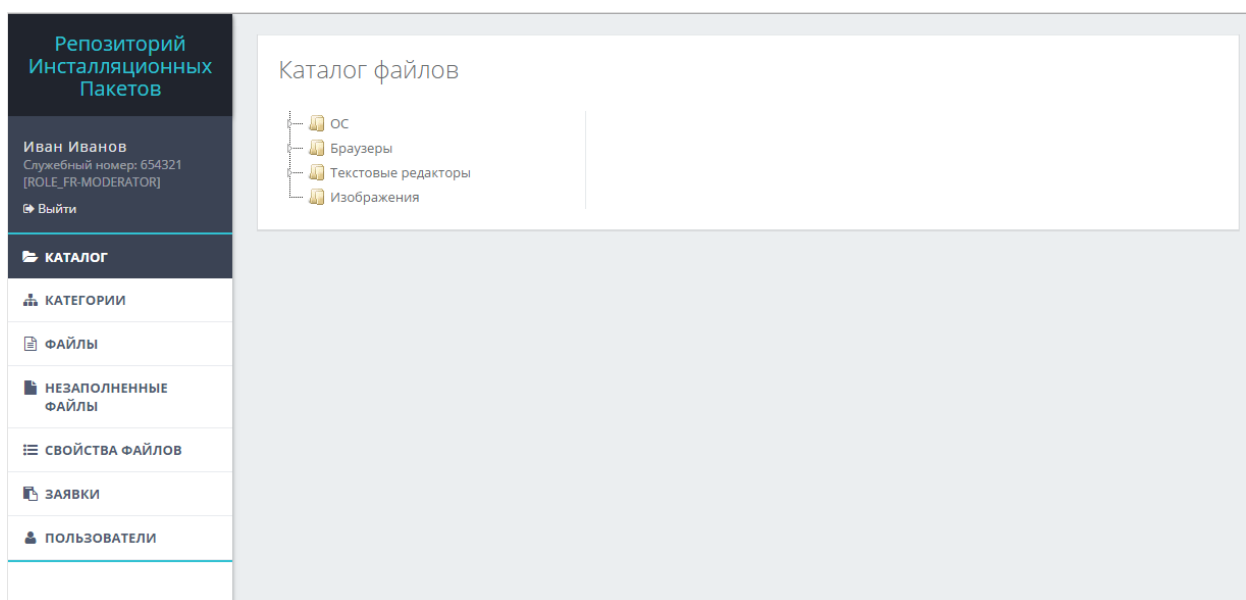 Репозиторий
Инсталляционных
Пакетов
Иван Иванов
Служебный номер: 654321
[ROLE_FR-MODERATOR]
Выйти
КАТАЛОГ
КАТЕГОРИИ
ФАЙЛЫ
НЕЗАПОЛНЕННЫЕ
ФАЙЛЫ
СВОЙСТВА ФАЙЛОВ
ЗАЯВКИ
ПОЛЬЗОВАТЕЛИ
Каталог файлов
ОС
Браузеры
Текстовые редакторы
Изображения